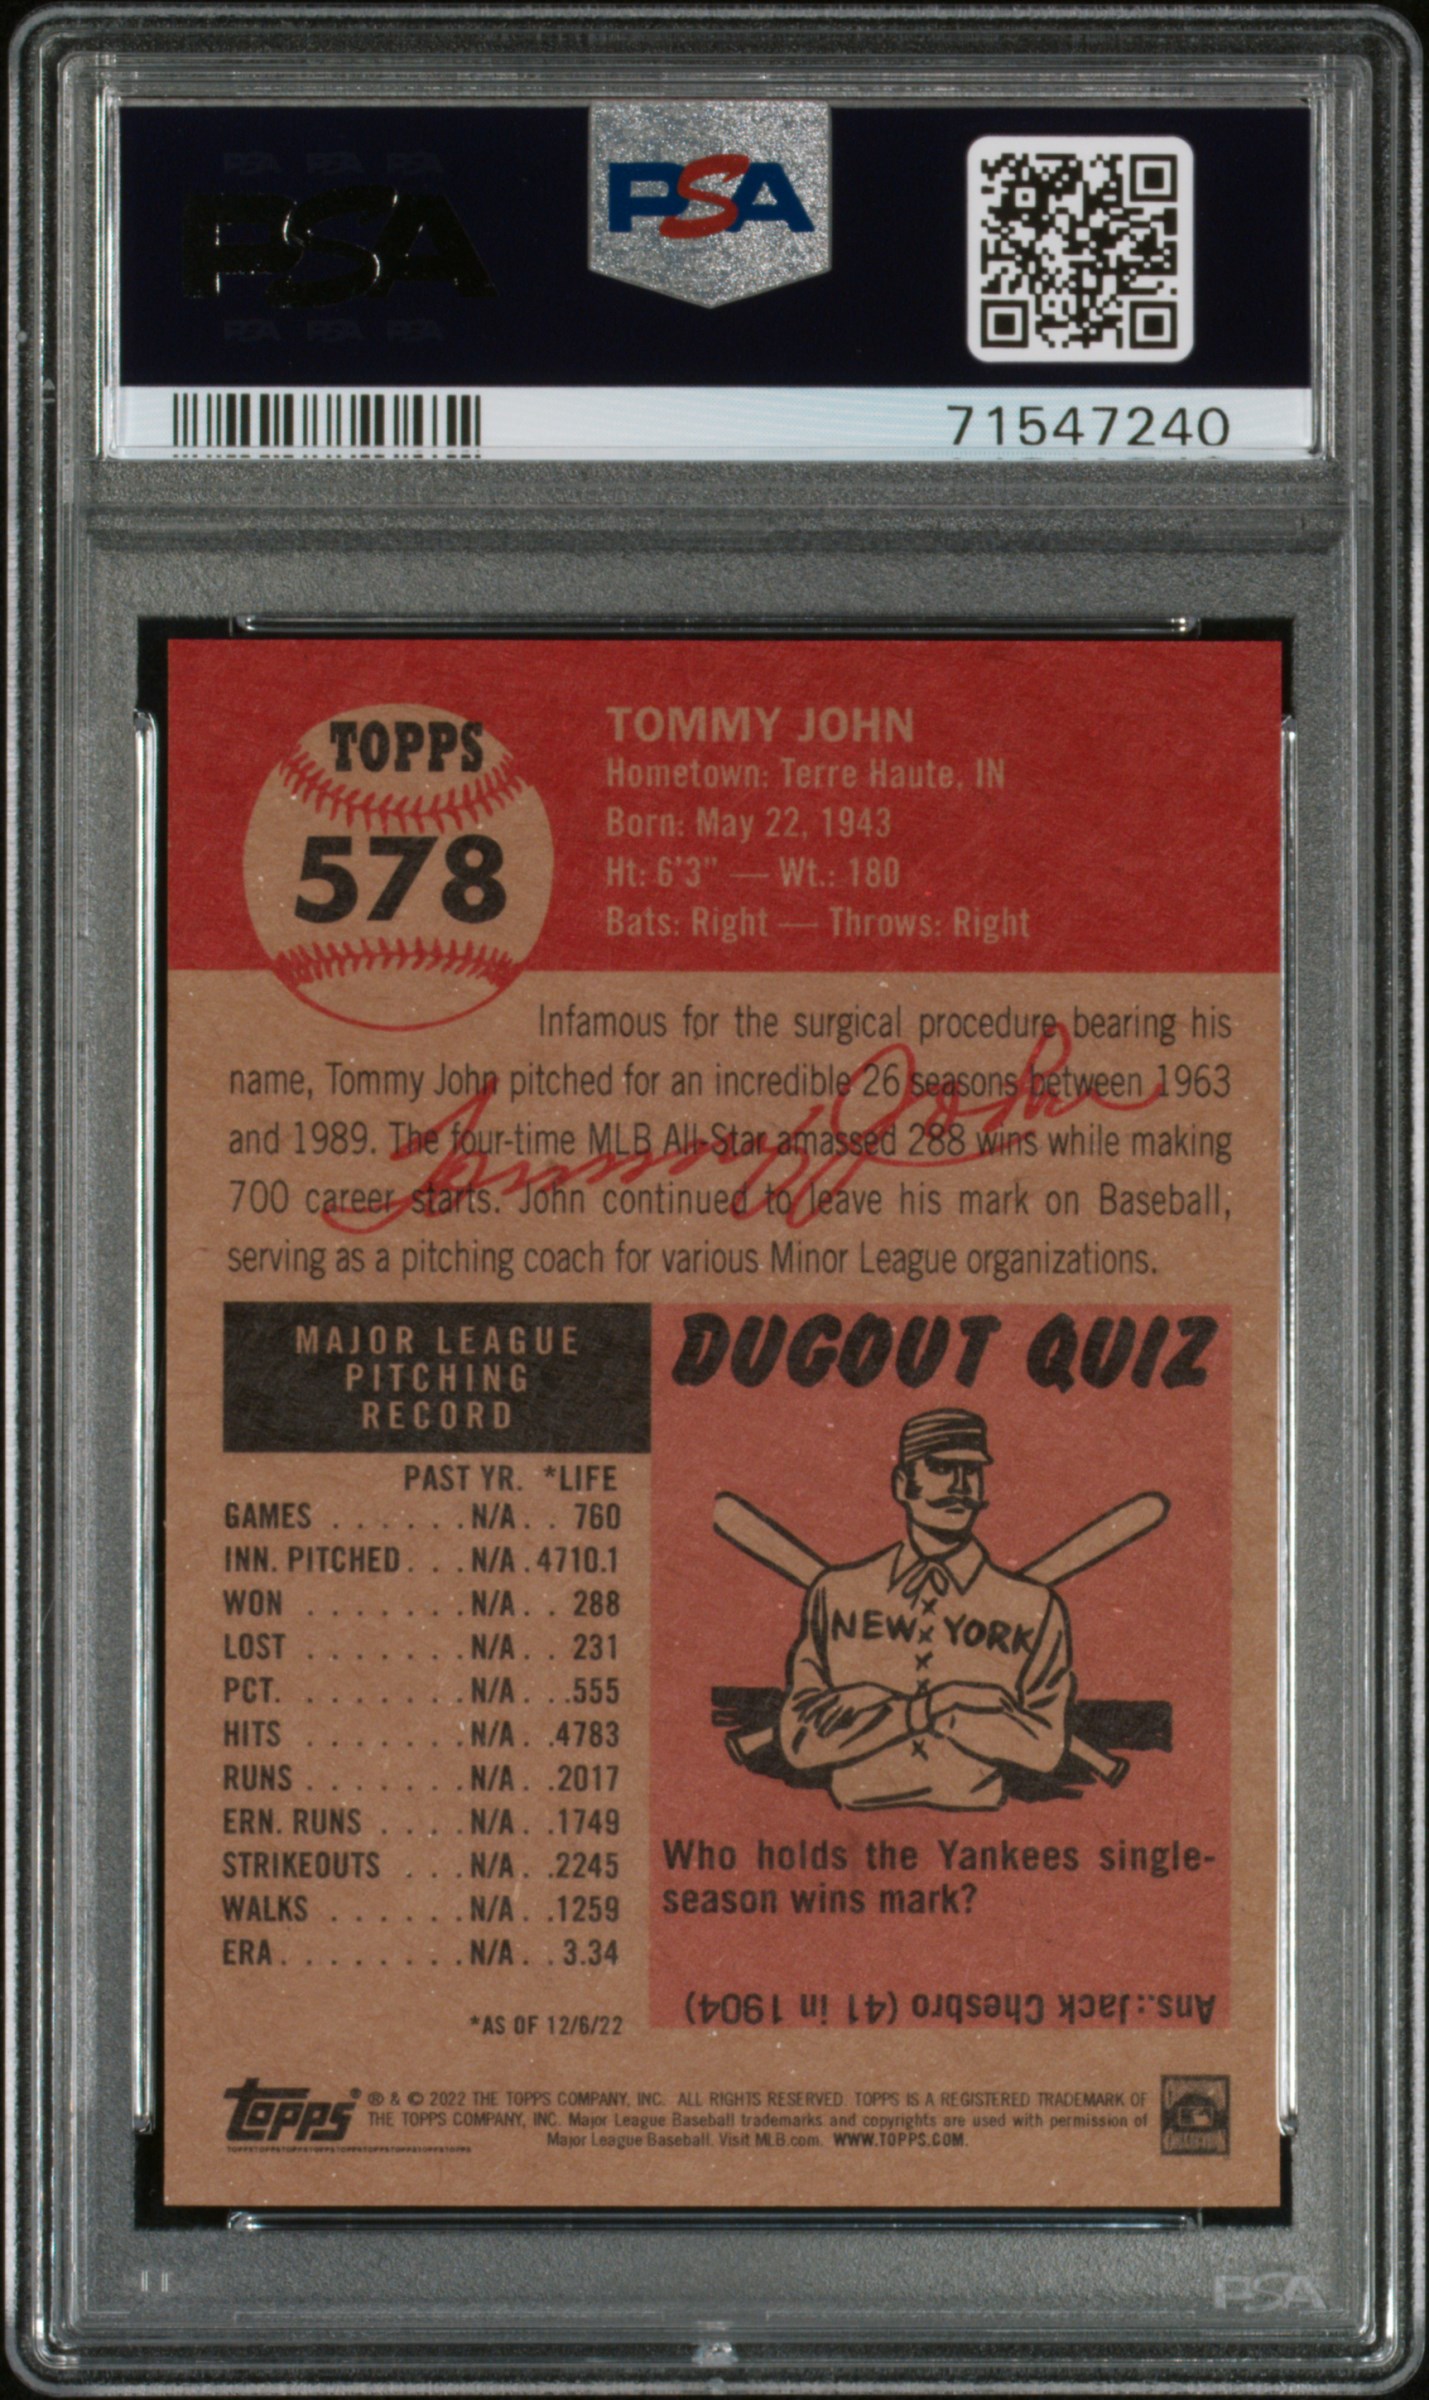 PSA PSA PSA
PSA
PSA PSA PSA
PSA
71547240
TOPPS
578
TOMMY JOHN
Hometown: Terre Haute, IN
Born: May 22, 1943
Ht: 6'3" — Wt.: 180
Bats: Right — Throws: Right
Infamous for the surgical procedure bearing his
name, Tommy John pitched for an incredible 26 seasons between 1963
and 1989. The four-time MLB All-Star amassed 288 wins while making
700 career starts. John continued to leave his mark on Baseball,
serving as a pitching coach for various Minor League organizations.
Tommy John
MAJOR LEAGUE
PITCHING
RECORD
PAST YR. *LIFE
GAMES . . . . . . N/A . . 760
INN. PITCHED . . . N/A . 4710.1
WON . . . . . . . N/A . . 288
LOST . . . . . . . N/A . . 231
PCT. . . . . . . . N/A . . .555
HITS . . . . . . . N/A . .4783
RUNS . . . . . . . N/A . .2017
ERN. RUNS . . . . N/A . .1749
STRIKEOUTS . . . N/A . .2245
WALKS . . . . . . N/A . .1259
ERA . . . . . . . . N/A . . 3.34
*AS OF 12/6/22
DUGOUT QUIZ
NEW YORK
Who holds the Yankees single-
season wins mark?
Ans.:Jack Chesbro (41 in 1904)
topps® ® & © 2022 THE TOPPS COMPANY, INC. ALL RIGHTS RESERVED. TOPPS IS A REGISTERED TRADEMARK OF
THE TOPPS COMPANY, INC. Major League Baseball trademarks and copyrights are used with permission of
Major League Baseball. Visit MLB.com. WWW.TOPPS.COM.
PSA